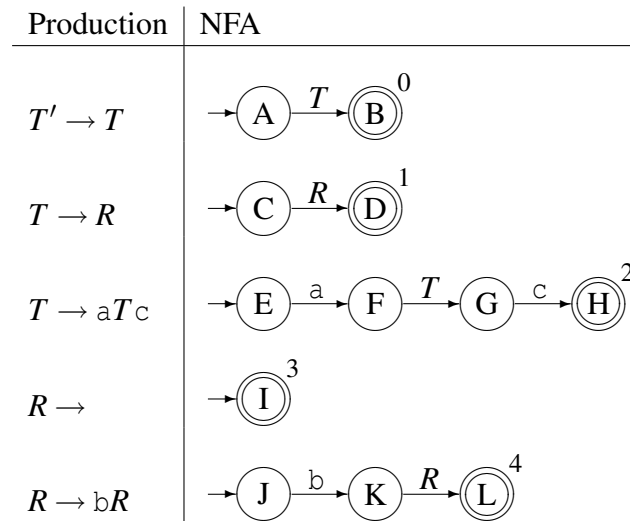 Production NFA
T′ → T A T B 0
T → R C R D 1
T → aTc E a F T G c H 2
R → I 3
R → bR J b K R L 4